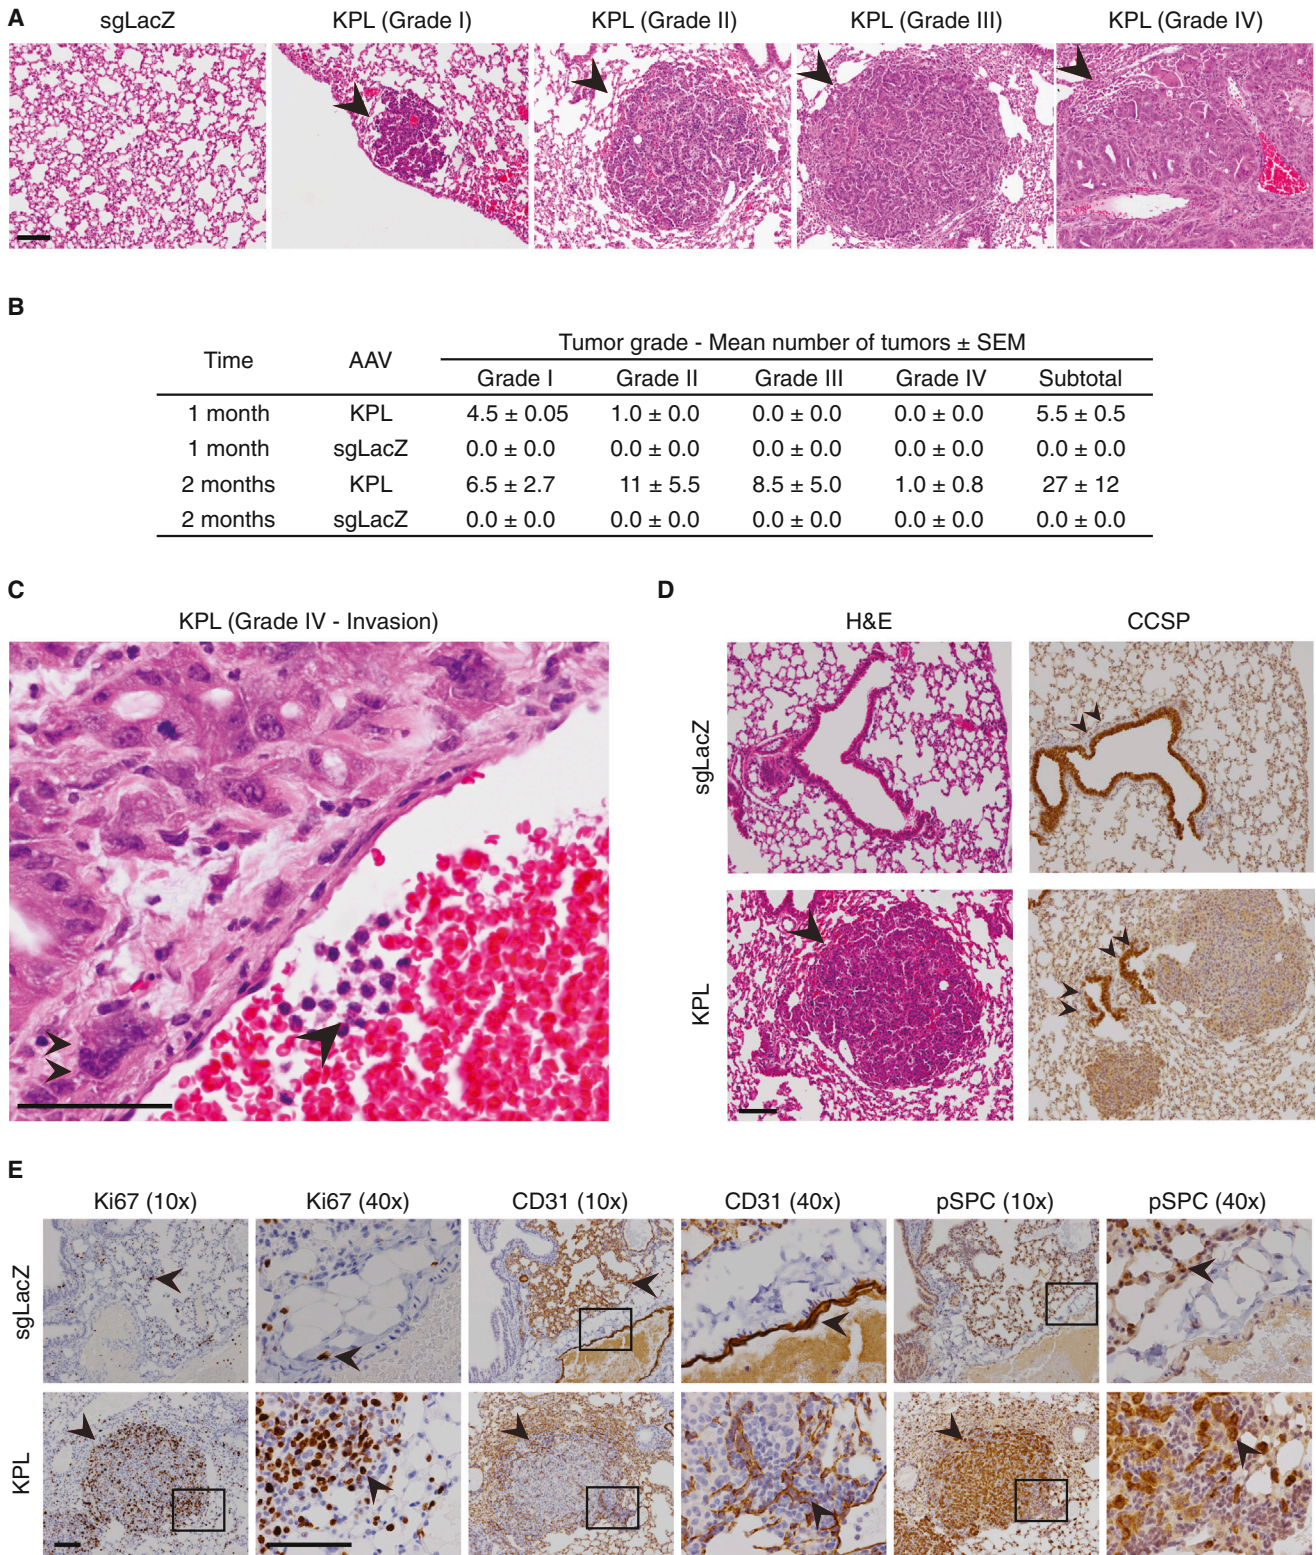 A
sgLacZ KPL (Grade I) KPL (Grade II) KPL (Grade III) KPL (Grade IV)
B
Time AAV Tumor grade - Mean number of tumors ± SEM
Grade I Grade II Grade III Grade IV Subtotal
1 month KPL 4.5 ± 0.05 1.0 ± 0.0 0.0 ± 0.0 0.0 ± 0.0 5.5 ± 0.5
1 month sgLacZ 0.0 ± 0.0 0.0 ± 0.0 0.0 ± 0.0 0.0 ± 0.0 0.0 ± 0.0
2 months KPL 6.5 ± 2.7 11 ± 5.5 8.5 ± 5.0 1.0 ± 0.8 27 ± 12
2 months sgLacZ 0.0 ± 0.0 0.0 ± 0.0 0.0 ± 0.0 0.0 ± 0.0 0.0 ± 0.0
C
KPL (Grade IV - Invasion)
D
H&E CCSP
sgLacZ
KPL
E
Ki67 (10x) Ki67 (40x) CD31 (10x) CD31 (40x) pSPC (10x) pSPC (40x)
sgLacZ
KPL